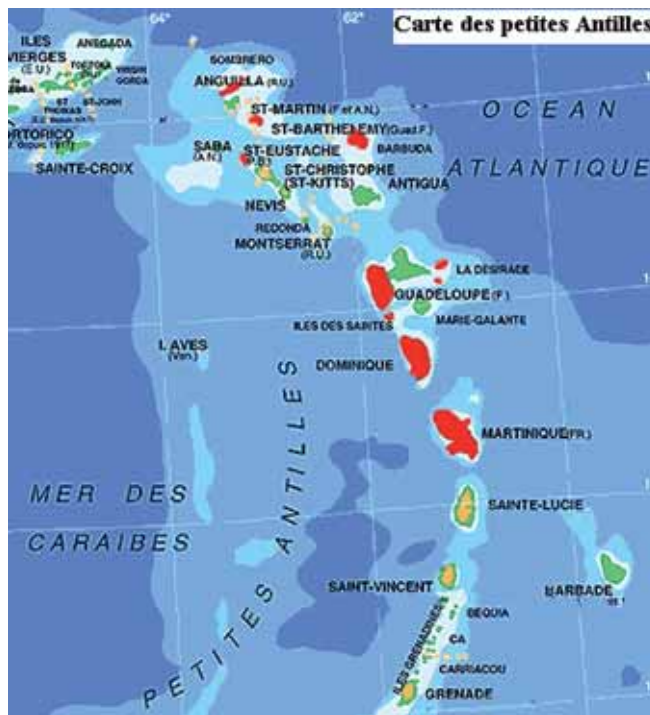 Carte des petites Antilles
64°
62
ILES
VIERGES
(E.U.)
ANEGADA
TORTOLA
VIRGIN
GORDA
ST
THOMAS
ST-JOHN
SAINTE-CROIX
SOMBRERO
ANGUILLA (R.U.)
ST-MARTIN (F. et A.N.)
ST-BARTHELEMY (Guad.F.)
BARBUDA
SABA
(A.N.)
ST-EUSTACHE
ST-CHRISTOPHE
(ST-KITTS)
ANTIGUA
NEVIS
REDONDA
MONTSERRAT
(R.U.)
OCEAN
ATLANTIQUE
LA DESIRADE
GUADELOUPE (F.)
ILES DES SAINTES
MARIE-GALANTE
I. AVES
(Ven.)
DOMINIQUE
MARTINIQUE (FR.)
MER DES
CARAIBES
PETITES ANTILLES
SAINTE-LUCIE
SAINT-VINCENT
BARBADE
BEQUIA
ILES GRENADINES
CA
CARRIACOU
GRENADE